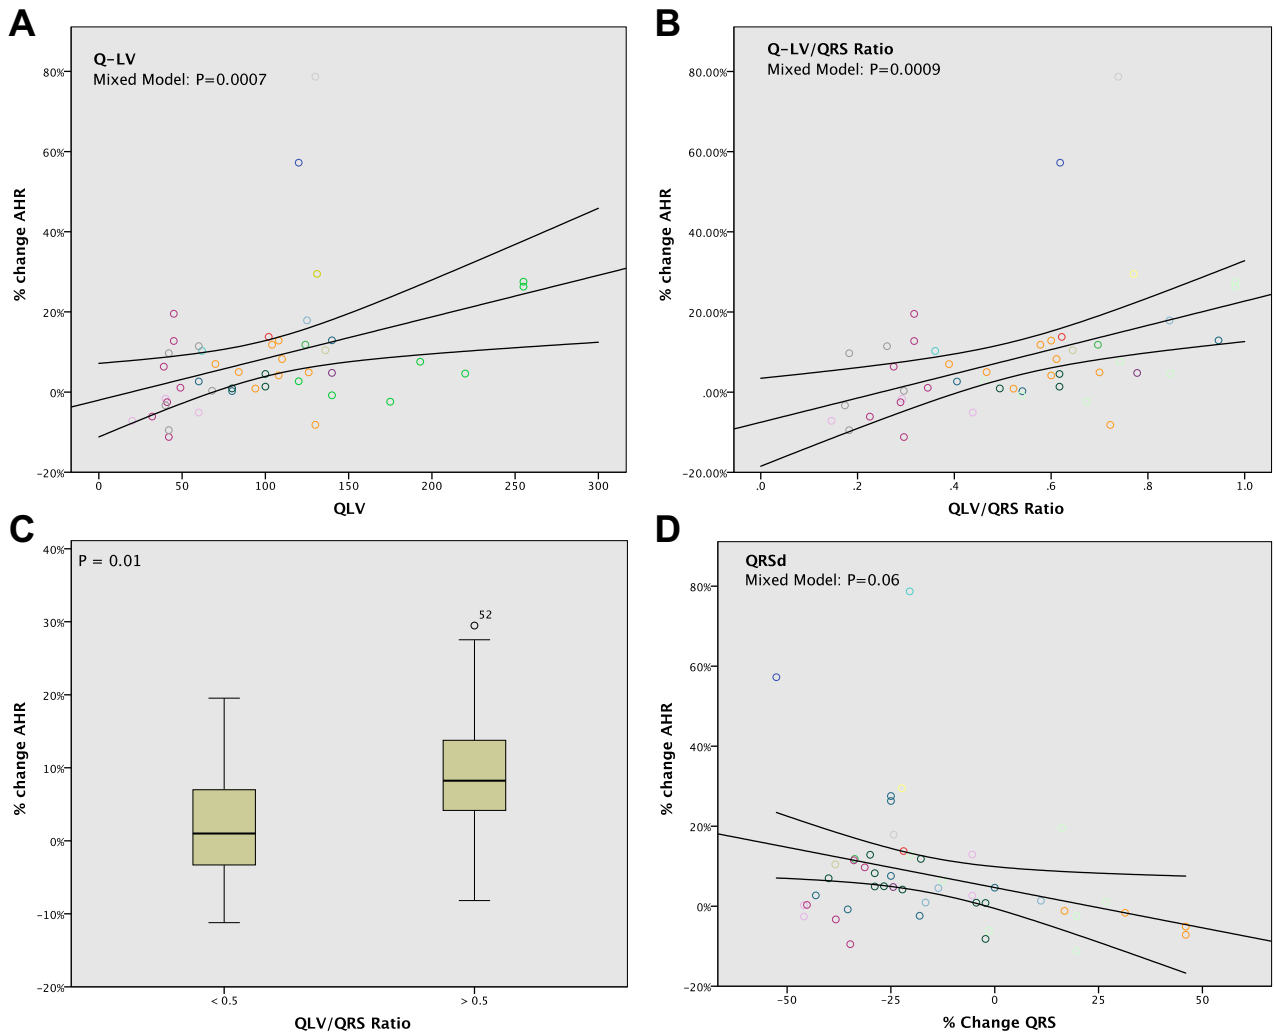 A
Q-LV
Mixed Model: P=0.0007
80%
60%
40%
20%
0%
-20%
% change AHR
0 50 100 150 200 250 300
QLV
B
Q-LV/QRS Ratio
Mixed Model: P=0.0009
80.00%
60.00%
40.00%
20.00%
.00%
-20.00%
% change AHR
.0 .2 .4 .6 .8 1.0
QLV/QRS Ratio
C
P = 0.01
40%
30%
20%
10%
0%
-10%
-20%
% change AHR
52
< 0.5 > 0.5
QLV/QRS Ratio
D
QRSd
Mixed Model: P=0.06
80%
60%
40%
20%
0%
-20%
% change AHR
-50 -25 0 25 50
% Change QRS